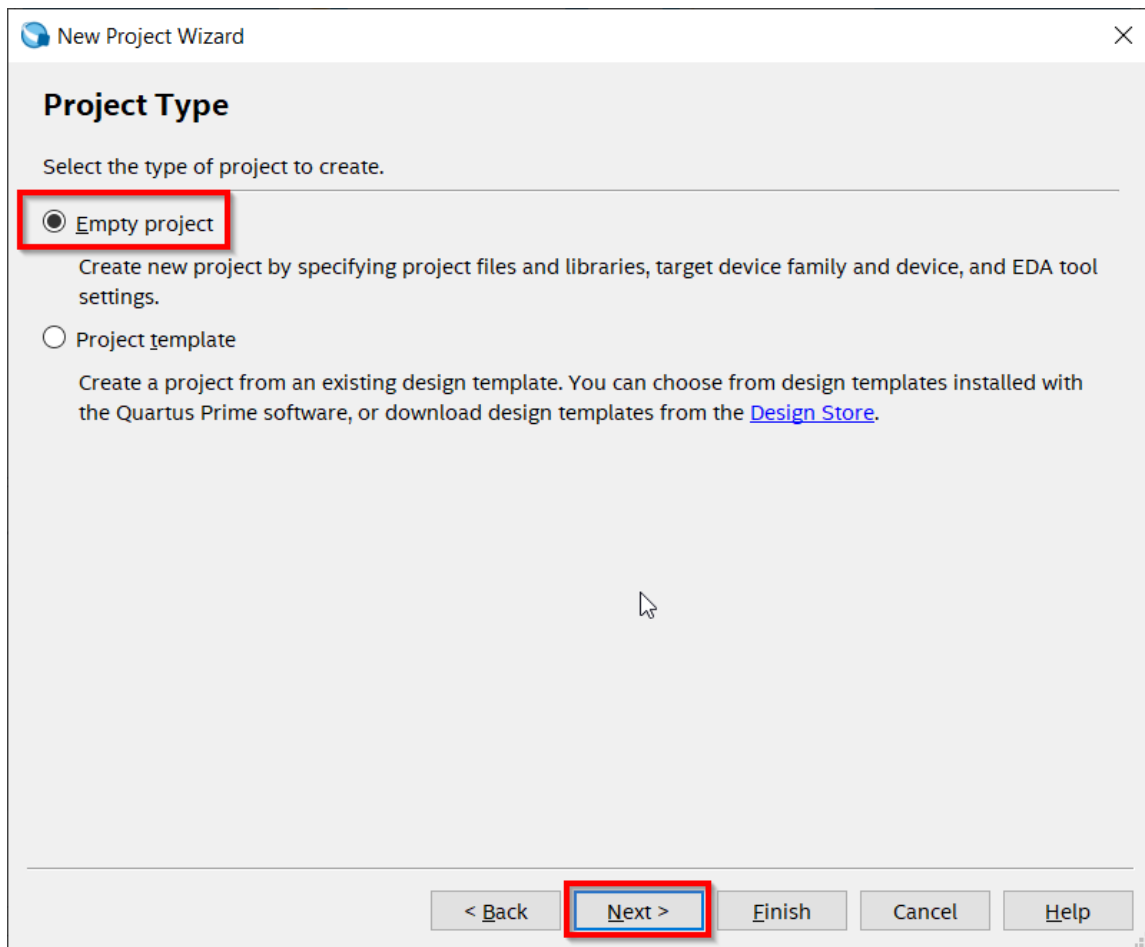 New Project Wizard
Project Type
Select the type of project to create.
Empty project
Create new project by specifying project files and libraries, target device family and device, and EDA tool
settings.
Project template
Create a project from an existing design template. You can choose from design templates installed with
the Quartus Prime software, or download design templates from the Design Store.
< Back Next > Finish Cancel Help